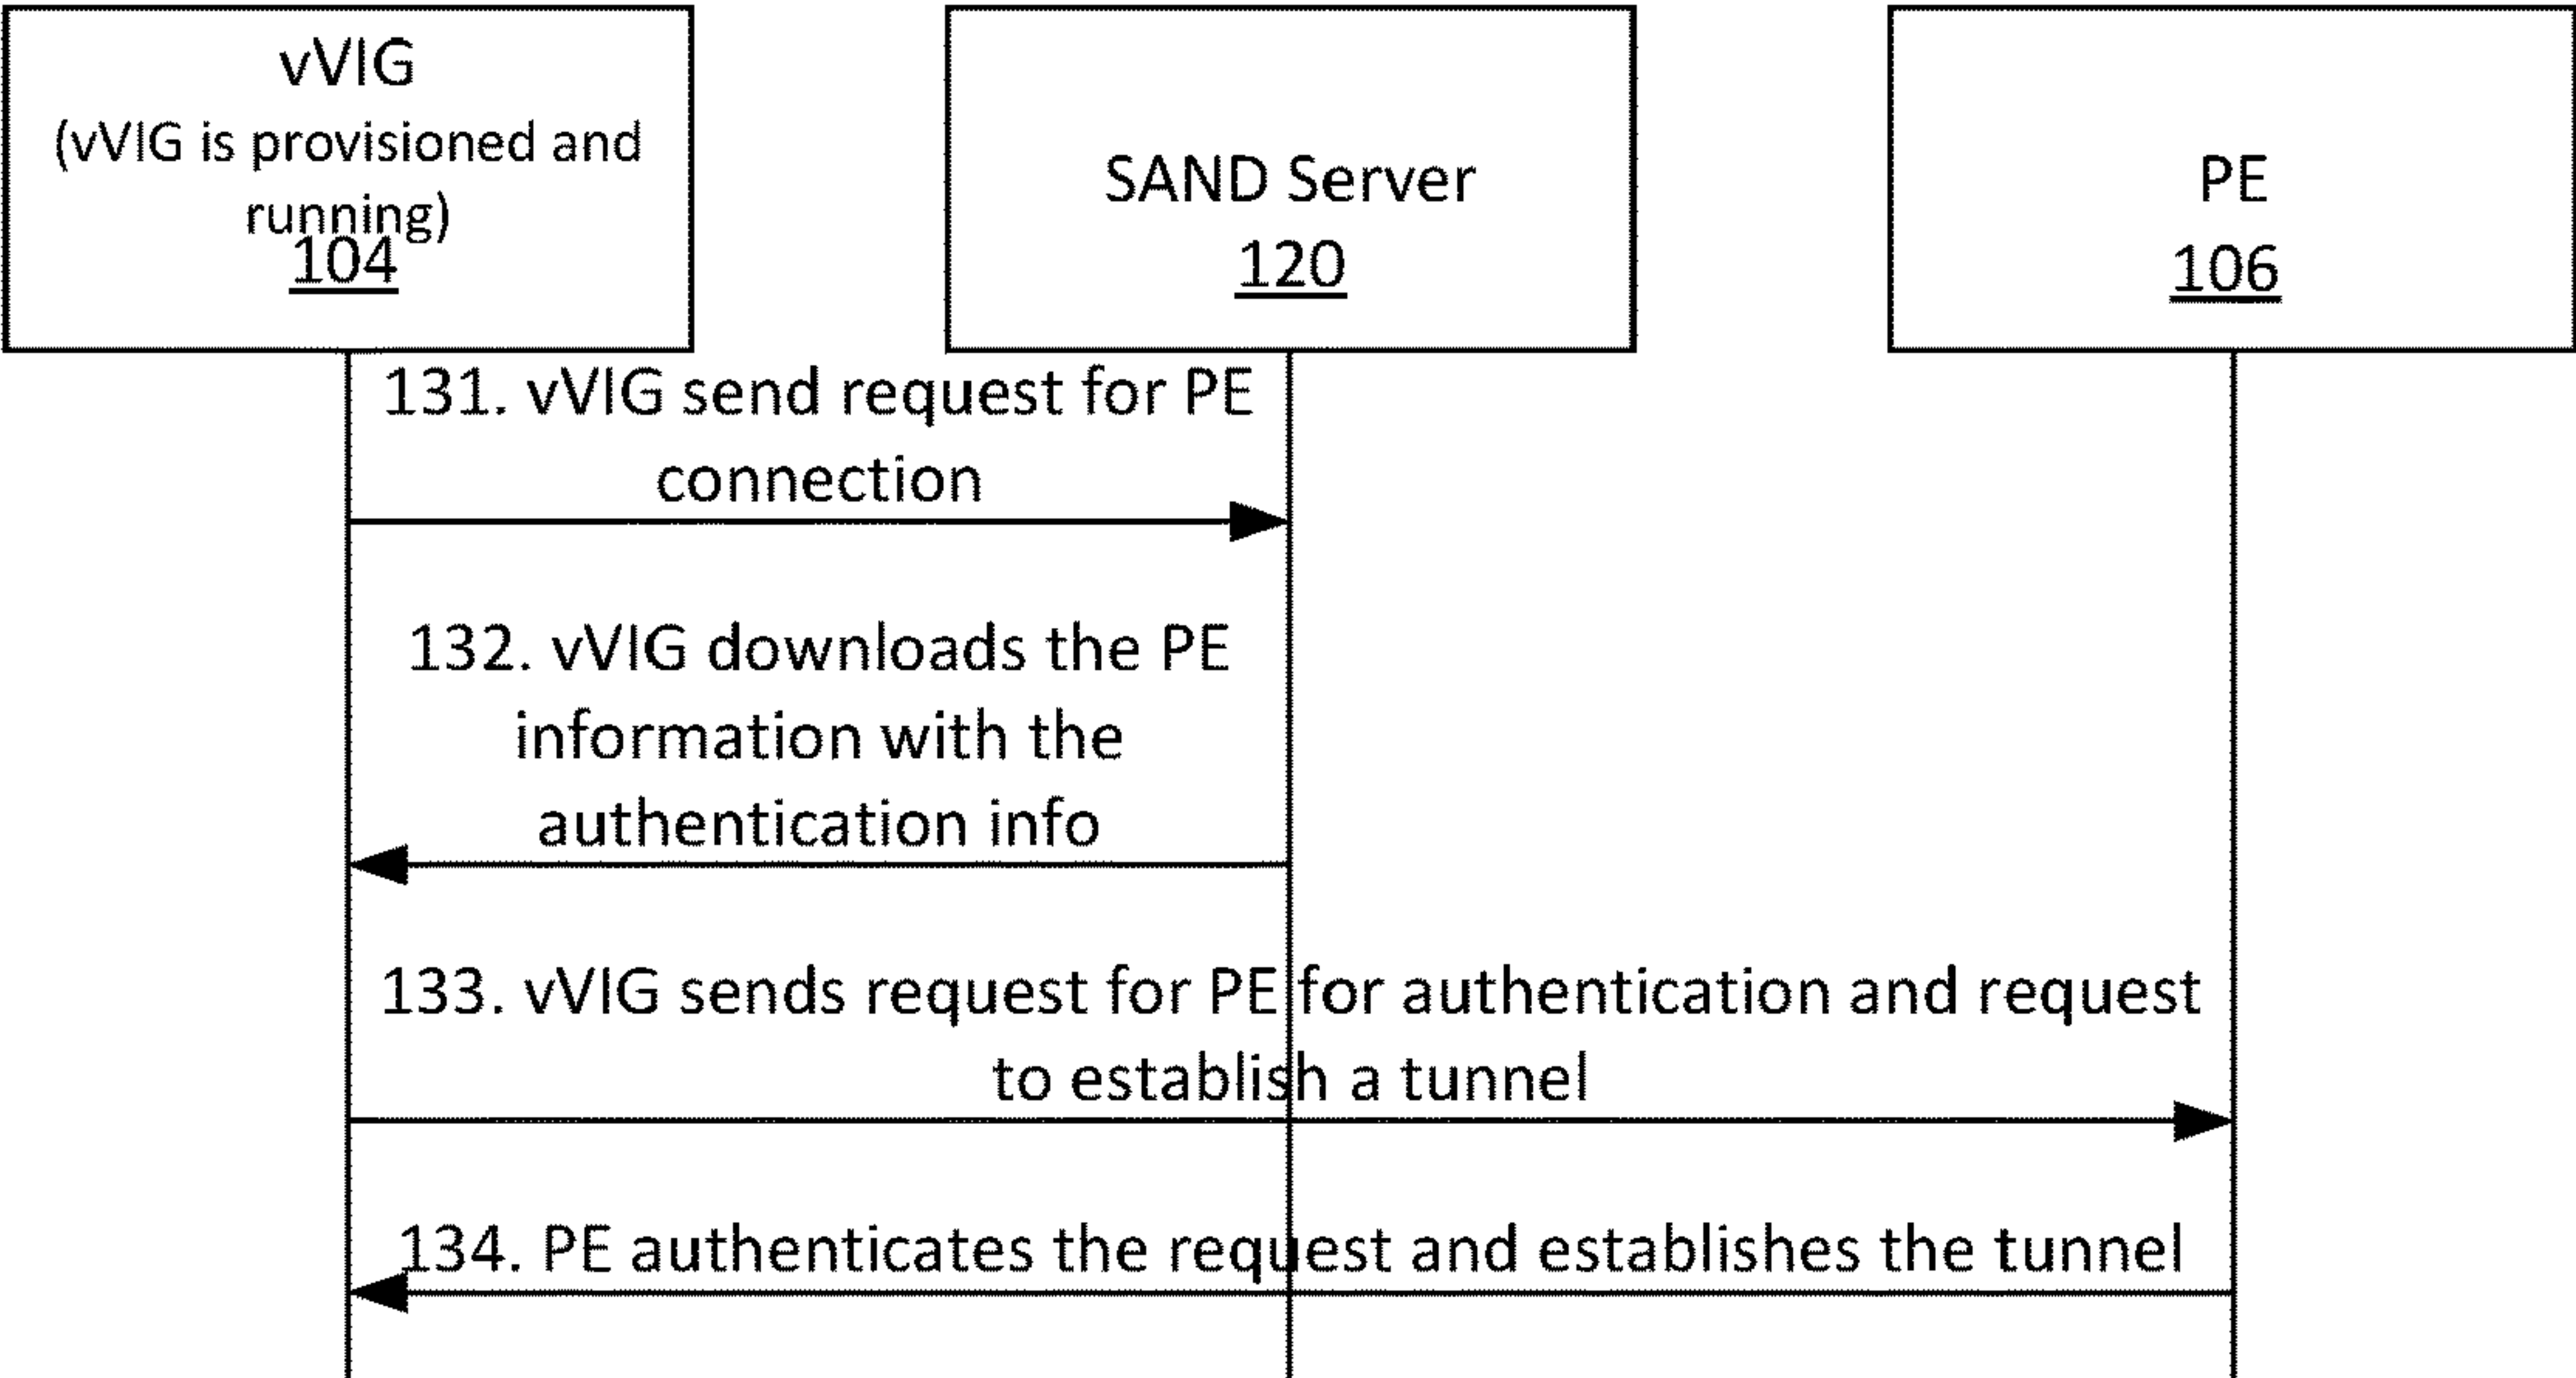 vVIG
(vVIG is provisioned and
running)
104
SAND Server
120
PE
106
131. vVIG send request for PE
connection
132. vVIG downloads the PE
information with the
authentication info
133. vVIG sends request for PE for authentication and request
to establish a tunnel
134. PE authenticates the request and establishes the tunnel